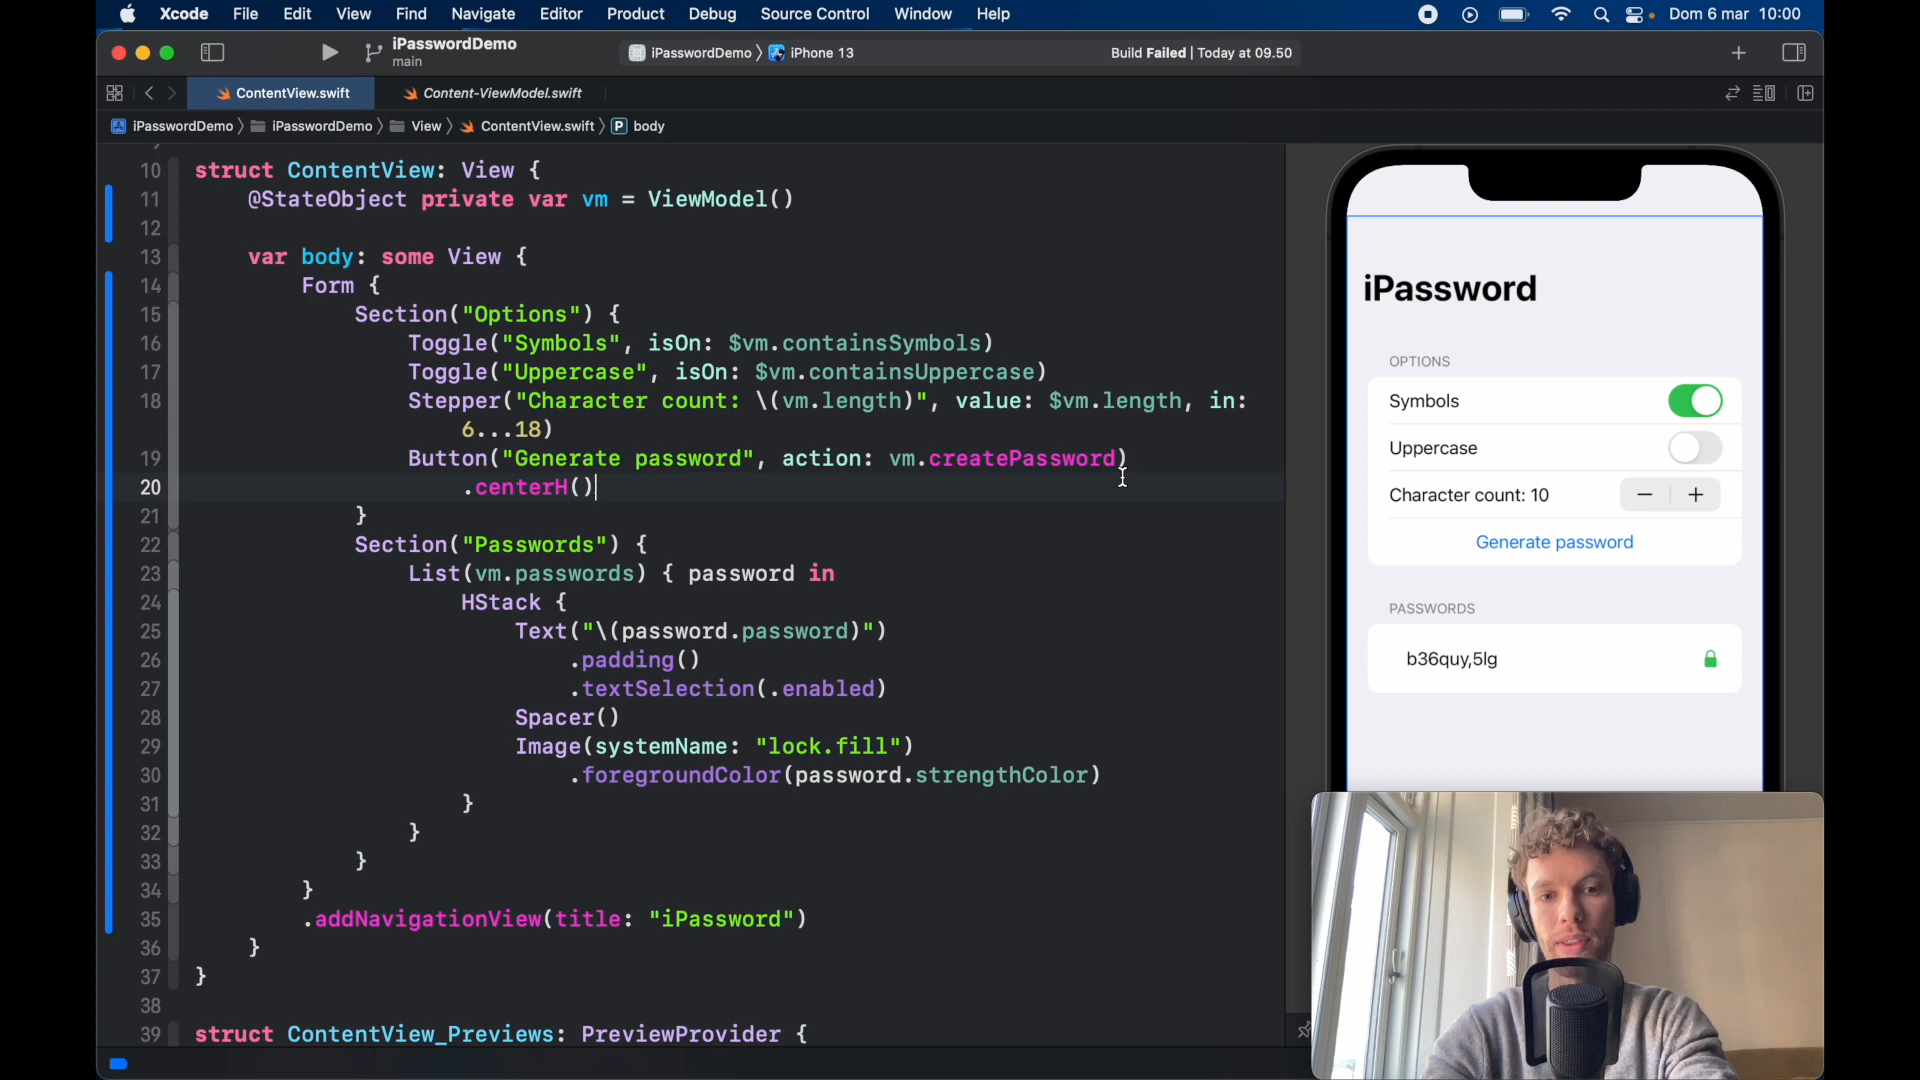 Xcode File Edit View Find Navigate Editor Product Debug Source Control Window Help Dom 6 mar 10:00
iPasswordDemo
main
iPasswordDemo 〉 iPhone 13
Build Failed | Today at 09.50
ContentView.swift
Content-ViewModel.swift
iPasswordDemo 〉 iPasswordDemo 〉 View 〉 ContentView.swift 〉 P body
10 struct ContentView: View {
11 @StateObject private var vm = ViewModel()
12
13 var body: some View {
14 Form {
15 Section("Options") {
16 Toggle("Symbols", isOn: $vm.containsSymbols)
17 Toggle("Uppercase", isOn: $vm.containsUppercase)
18 Stepper("Character count: \(vm.length)", value: $vm.length, in:
6...18)
19 Button("Generate password", action: vm.createPassword)
20 .centerH()
21 }
22 Section("Passwords") {
23 List(vm.passwords) { password in
24 HStack {
25 Text("\(password.password)")
26 .padding()
27 .textSelection(.enabled)
28 Spacer()
29 Image(systemName: "lock.fill")
30 .foregroundColor(password.strengthColor)
31 }
32 }
33 }
34 }
35 .addNavigationView(title: "iPassword")
36 }
37 }
38
39 struct ContentView_Previews: PreviewProvider {
iPassword
OPTIONS
Symbols
Uppercase
Character count: 10 − +
Generate password
PASSWORDS
b36quy,5lg